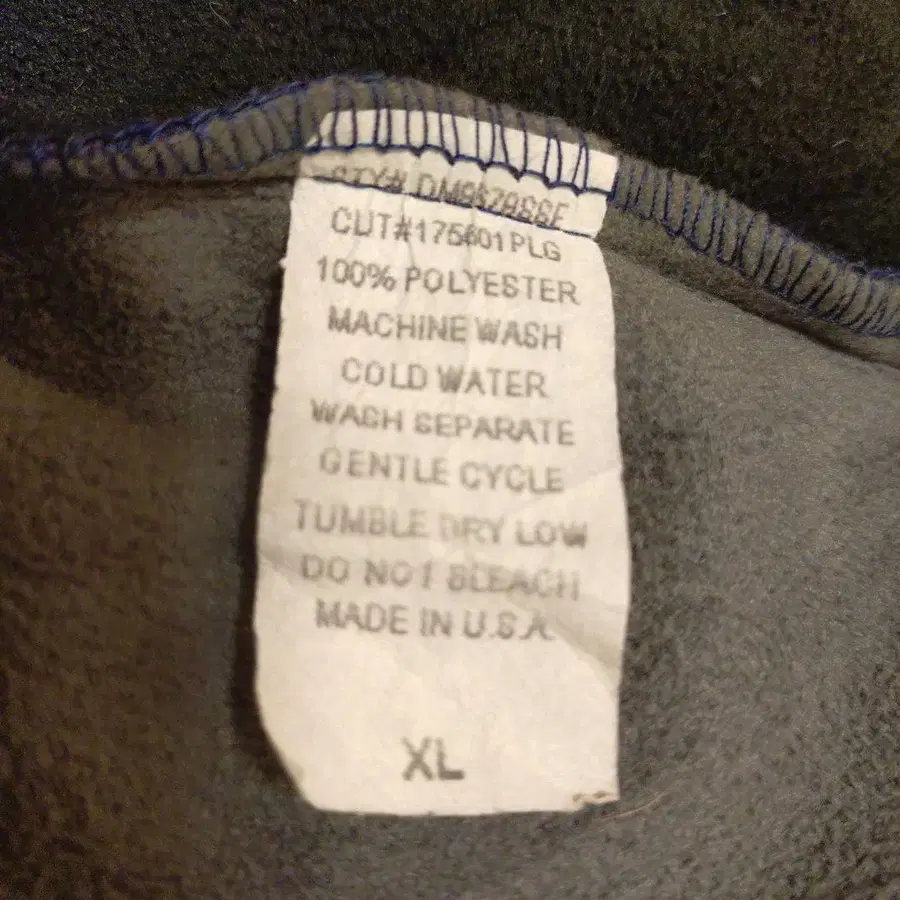 CUT#175601PLG
100% POLYESTER
MACHINE WASH
COLD WATER
WASH SEPARATE
GENTLE CYCLE
TUMBLE DRY LOW
DO NOT BLEACH
MADE IN U.S.A.
XL